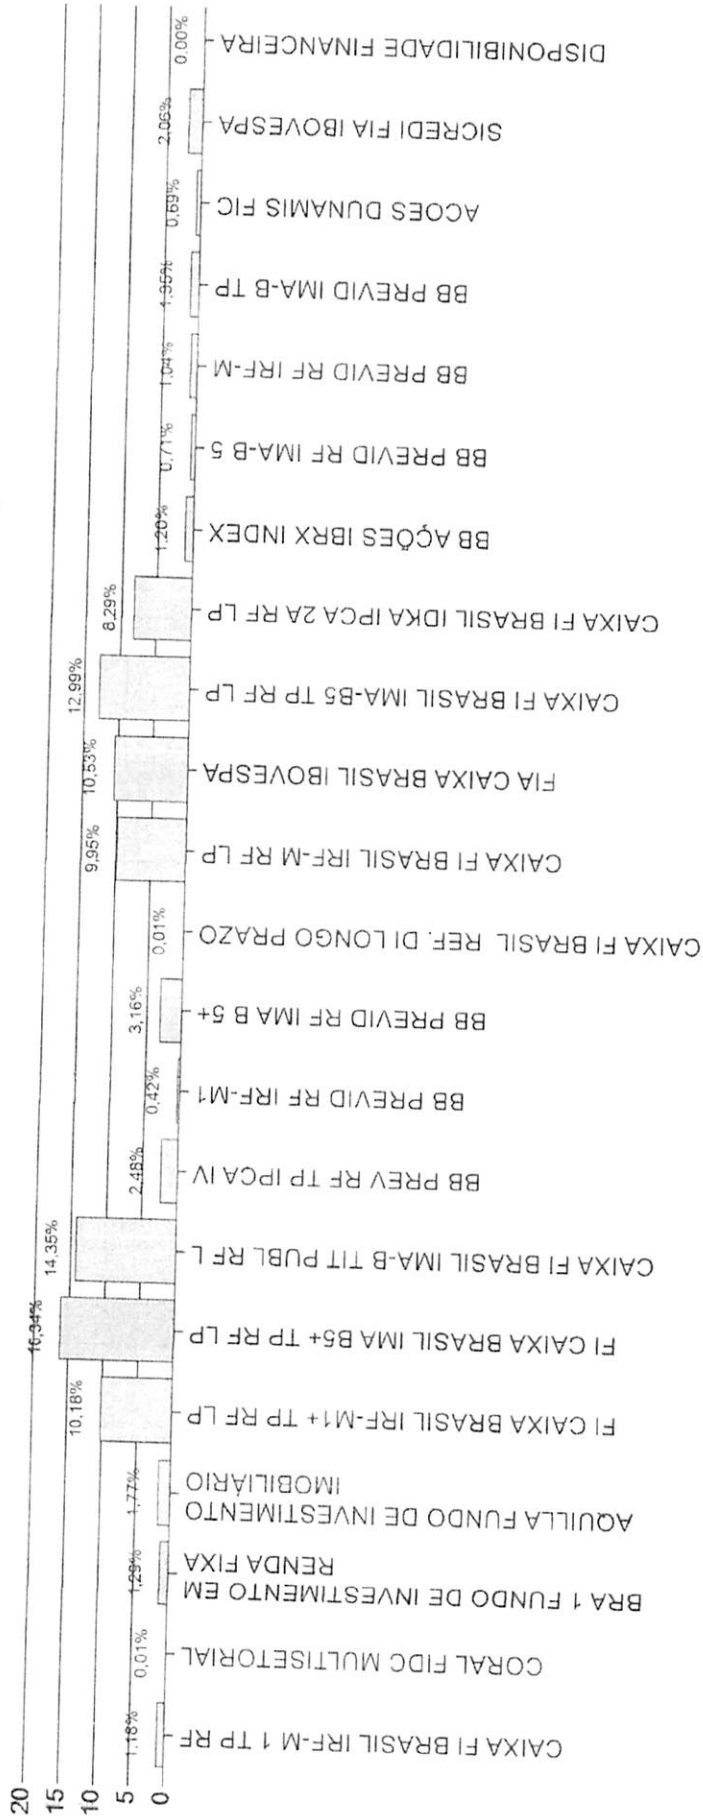 20
15
10
5
0
1,18%
0,01%
1,29%
1,77%
10,18%
16,34%
14,35%
2,48%
0,42%
3,16%
0,01%
9,95%
10,53%
12,99%
8,29%
1,20%
0,71%
1,04%
1,95%
0,69%
2,06%
0,00%
CAIXA FI BRASIL IRF-M 1 TP RF
CORAL FIDC MULTISETORIAL
BRA 1 FUNDO DE INVESTIMENTO EM
RENDA FIXA
AQUILLA FUNDO DE INVESTIMENTO
IMOBILIÁRIO
FI CAIXA BRASIL IRF-M1+ TP RF LP
FI CAIXA BRASIL IMA B5+ TP RF LP
CAIXA FI BRASIL IMA-B TIT PUBL RF L
BB PREV RF TP IPCA IV
BB PREVID RF IRF-M1
BB PREVID RF IMA B 5+
CAIXA FI BRASIL REF. DI LONGO PRAZO
CAIXA FI BRASIL IRF-M RF LP
FIA CAIXA BRASIL IBOVESPA
CAIXA FI BRASIL IMA-B5 TP RF LP
CAIXA FI BRASIL IDKA IPCA 2A RF LP
BB AÇÕES IBRX INDEX
BB PREVID RF IMA-B 5
BB PREVID RF IRF-M
BB PREVID IMA-B TP
ACOES DUNAMIS FIC
SICREDI FIA IBOVESPA
DISPONIBILIDADE FINANCEIRA